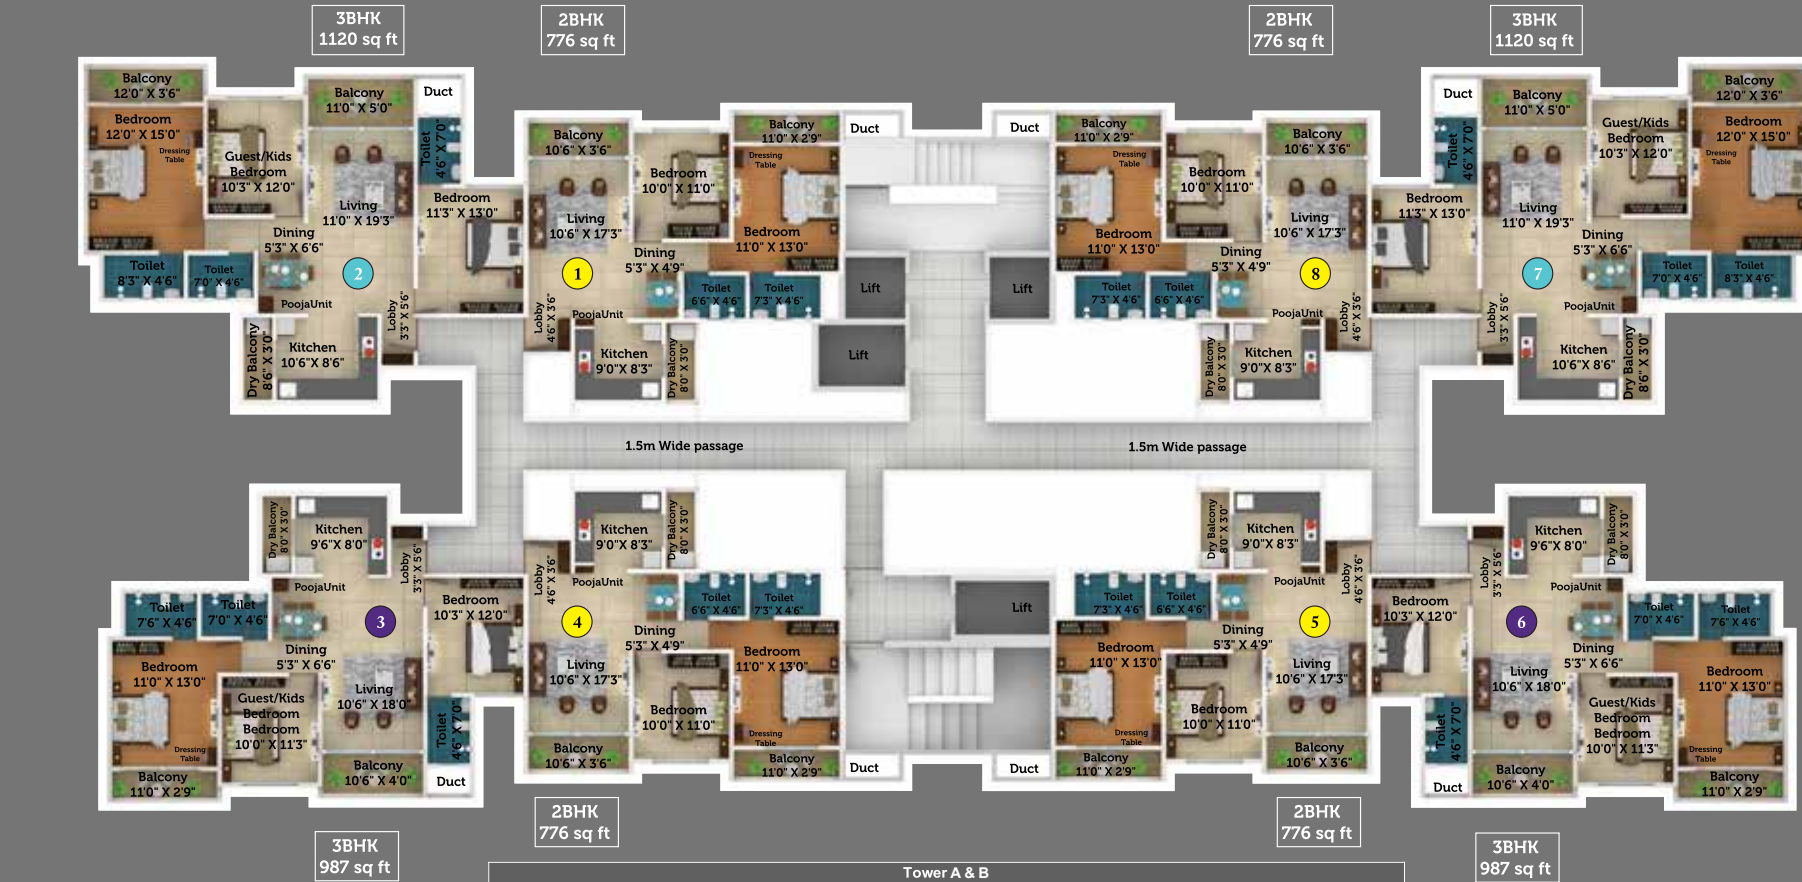 3BHK
1120 sq ft
2BHK
776 sq ft
2BHK
776 sq ft
3BHK
1120 sq ft
Balcony
12'0" X 3'6"
Bedroom
12'0" X 15'0"
Dressing
Table
Guest/Kids
Bedroom
10'3" X 12'0"
Balcony
11'0" X 5'0"
Duct
Toilet
4'6" X 7'0"
Living
11'0" X 19'3"
Bedroom
11'3" X 13'0"
Dining
5'3" X 6'6"
Toilet
8'3" X 4'6"
Toilet
7'0" X 4'6"
2
PoojaUnit
Lobby
3'3" X 5'6"
Dry Balcony
8'6" X 3'0"
Kitchen
10'6"X 8'6"
Balcony
10'6" X 3'6"
Bedroom
10'0" X 11'0"
Balcony
11'0" X 2'9"
Duct
Dressing
Table
Living
10'6" X 17'3"
Bedroom
11'0" X 13'0"
Dining
5'3" X 4'9"
1
Toilet
6'6" X 4'6"
Toilet
7'3" X 4'6"
Lobby
4'6" X 3'6"
PoojaUnit
Kitchen
9'0"X 8'3"
Dry Balcony
8'0" X 3'0"
Lift
Lift
Lift
Duct
Balcony
11'0" X 2'9"
Dressing
Table
Bedroom
10'0" X 11'0"
Balcony
10'6" X 3'6"
Bedroom
11'0" X 13'0"
Living
10'6" X 17'3"
Dining
5'3" X 4'9"
8
Toilet
7'3" X 4'6"
Toilet
6'6" X 4'6"
PoojaUnit
Lobby
4'6" X 3'6"
Dry Balcony
8'0" X 3'0"
Kitchen
9'0"X 8'3"
Duct
Balcony
11'0" X 5'0"
Toilet
4'6" X 7'0"
Guest/Kids
Bedroom
10'3" X 12'0"
Balcony
12'0" X 3'6"
Bedroom
12'0" X 15'0"
Dressing
Table
Bedroom
11'3" X 13'0"
Living
11'0" X 19'3"
Dining
5'3" X 6'6"
7
Toilet
7'0" X 4'6"
Toilet
8'3" X 4'6"
PoojaUnit
Lobby
3'3" X 5'6"
Kitchen
10'6"X 8'6"
Dry Balcony
8'6" X 3'0"
1.5m Wide passage
1.5m Wide passage
Dry Balcony
8'0" X 3'0"
Kitchen
9'6"X 8'0"
Lobby
3'3" X 5'6"
PoojaUnit
Toilet
7'6" X 4'6"
Toilet
7'0" X 4'6"
3
Bedroom
10'3" X 12'0"
Dining
5'3" X 6'6"
Bedroom
11'0" X 13'0"
Guest/Kids
Bedroom
Bedroom
10'0" X 11'3"
Living
10'6" X 18'0"
Toilet
4'6" X 7'0"
Dressing
Table
Balcony
11'0" X 2'9"
Balcony
10'6" X 4'0"
Duct
Kitchen
9'0"X 8'3"
Dry Balcony
8'0" X 3'0"
Lobby
4'6" X 3'6"
PoojaUnit
4
Toilet
6'6" X 4'6"
Toilet
7'3" X 4'6"
Dining
5'3" X 4'9"
Living
10'6" X 17'3"
Bedroom
11'0" X 13'0"
Bedroom
10'0" X 11'0"
Dressing
Table
Balcony
10'6" X 3'6"
Balcony
11'0" X 2'9"
Duct
Lift
Dry Balcony
8'0" X 3'0"
Kitchen
9'0"X 8'3"
PoojaUnit
Lobby
4'6" X 3'6"
Toilet
7'3" X 4'6"
Toilet
6'6" X 4'6"
5
Dining
5'3" X 4'9"
Bedroom
11'0" X 13'0"
Living
10'6" X 17'3"
Bedroom
10'0" X 11'0"
Dressing
Table
Duct
Balcony
11'0" X 2'9"
Balcony
10'6" X 3'6"
Kitchen
9'6"X 8'0"
Dry Balcony
8'0" X 3'0"
Lobby
3'3" X 5'6"
PoojaUnit
Bedroom
10'3" X 12'0"
6
Toilet
7'0" X 4'6"
Toilet
7'6" X 4'6"
Dining
5'3" X 6'6"
Living
10'6" X 18'0"
Bedroom
11'0" X 13'0"
Guest/Kids
Bedroom
Bedroom
10'0" X 11'3"
Toilet
4'6" X 7'0"
Dressing
Table
Duct
Balcony
10'6" X 4'0"
Balcony
11'0" X 2'9"
3BHK
987 sq ft
2BHK
776 sq ft
2BHK
776 sq ft
3BHK
987 sq ft
Tower A & B